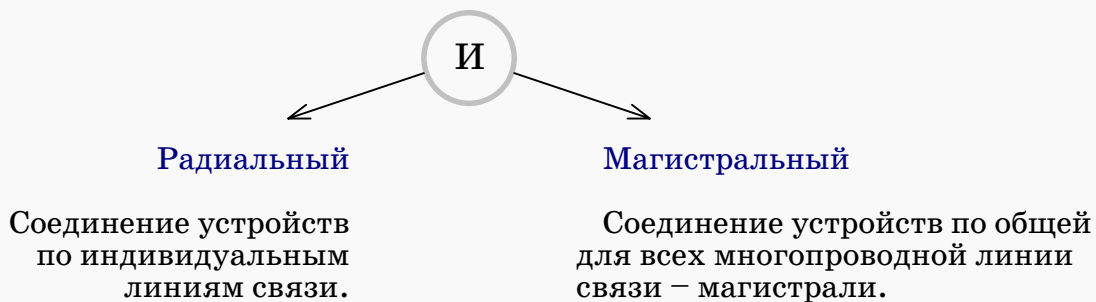 И
Радиальный
Соединение устройств
по индивидуальным
линиям связи.
Магистральный
Соединение устройств по общей
для всех многопроводной линии
связи – магистрали.